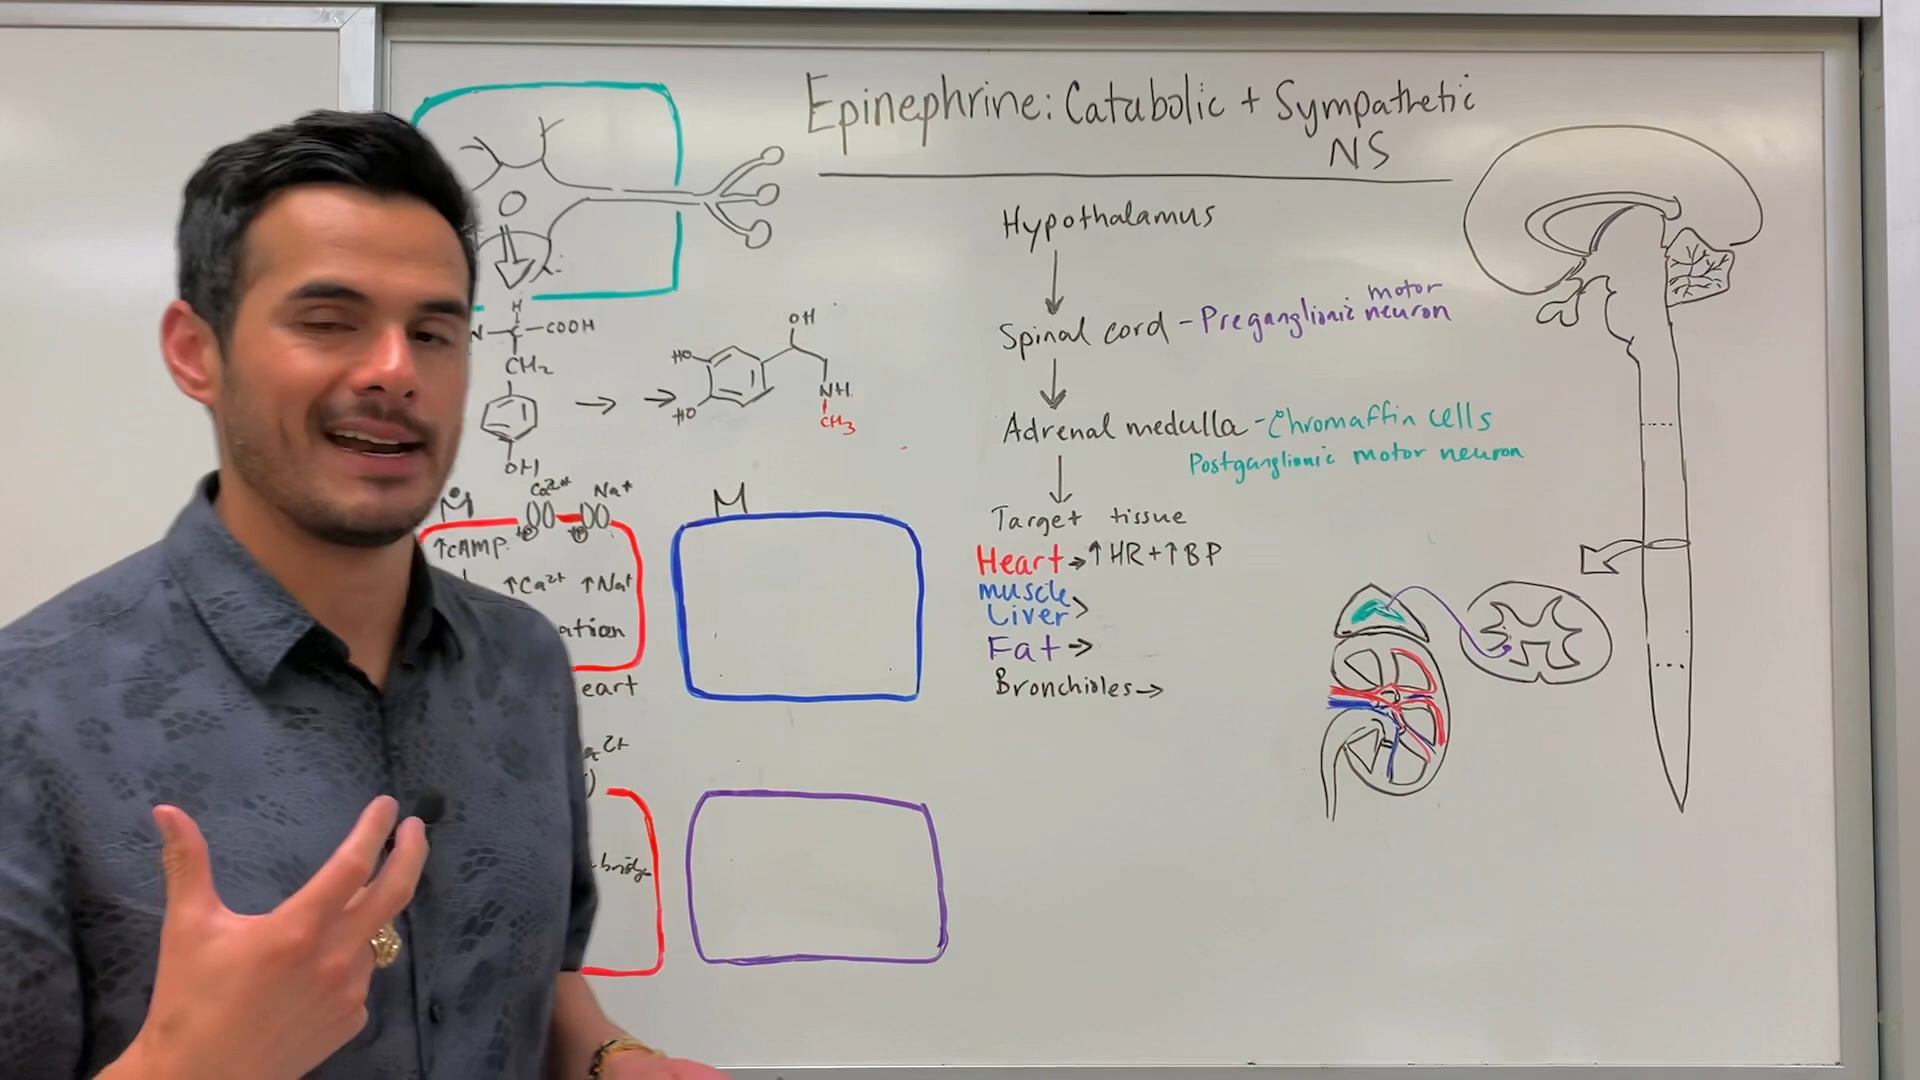 Epinephrine: Catabolic + Sympathetic
NS
Hypothalamus
Spinal cord - Preganglionic motor neuron
Adrenal medulla - Chromaffin cells
Postganglionic motor neuron
Target tissue
Heart → ↑HR + ↑BP
muscle
Liver >
Fat →
Bronchioles →
H
N-C-COOH
CH2
OH
OH
HO
HO
NH
CH3
Ca2+ Na+
↑cAMP
↑Ca2+ ↑Na+
ation
eart
2+
bridge